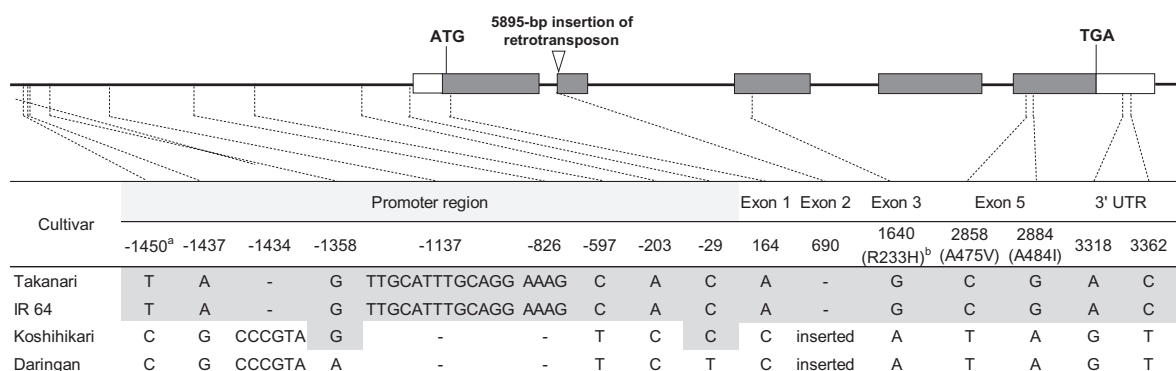 5895-bp insertion of
retrotransposon
ATG
TGA
Cultivar Promoter region Exon 1 Exon 2 Exon 3 Exon 5 3' UTR
-1450a -1437 -1434 -1358 -1137 -826 -597 -203 -29 164 690 1640 (R233H)b 2858 (A475V) 2884 (A484I) 3318 3362
Takanari T A - G TTGCATTTGCAGG AAAG C A C A - G C G A C
IR 64 T A - G TTGCATTTGCAGG AAAG C A C A - G C G A C
Koshihikari C G CCCGTA G - - T C C C inserted A T A G T
Daringan C G CCCGTA A - - T C T C inserted A T A G T